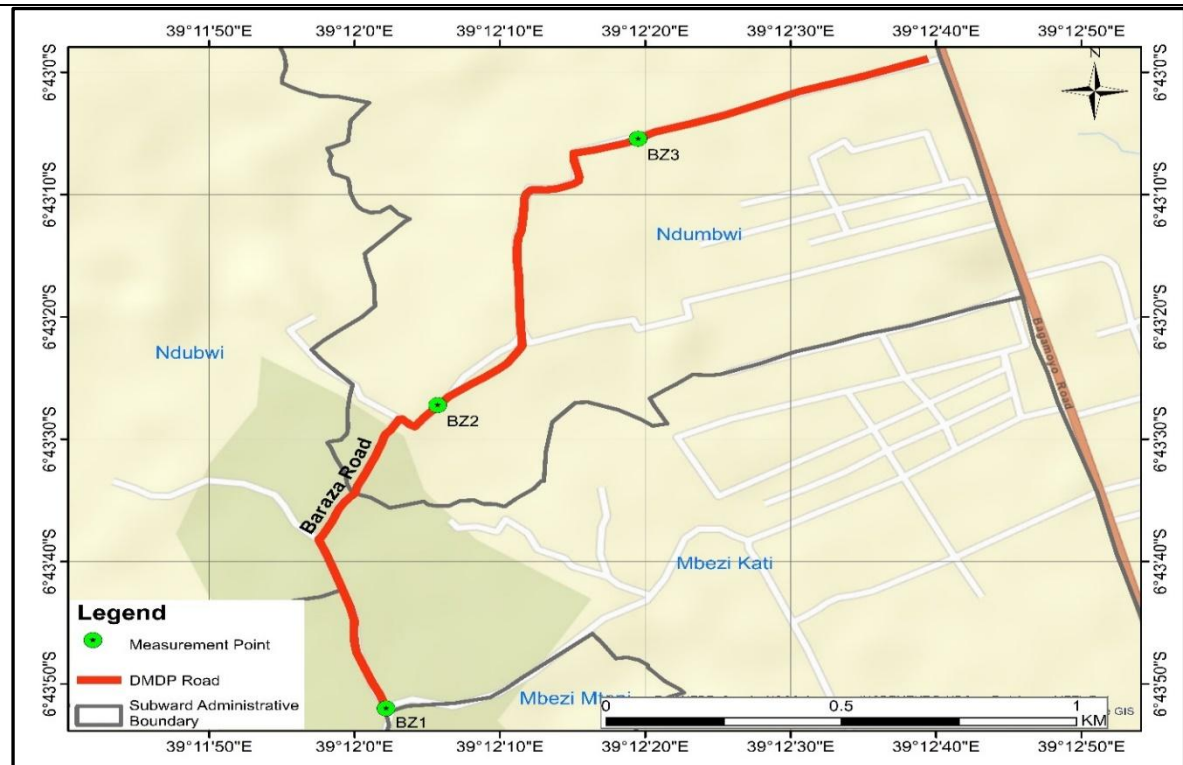 39°11'50"E 39°12'0"E 39°12'10"E 39°12'20"E 39°12'30"E 39°12'40"E 39°12'50"E
6°43'0"S 6°43'0"S
N
BZ3
6°43'10"S 6°43'10"S
Ndumbwi
6°43'20"S 6°43'20"S
Ndubwi
Bagamoyo Road
BZ2
6°43'30"S 6°43'30"S
Baraza Road
6°43'40"S 6°43'40"S
Mbezi Kati
Legend
Measurement Point
DMDP Road
Subward Administrative
Boundary
6°43'50"S 6°43'50"S
Mbezi
BZ1
0 0.5 1
KM
GIS
39°11'50"E 39°12'0"E 39°12'10"E 39°12'20"E 39°12'30"E 39°12'40"E 39°12'50"E